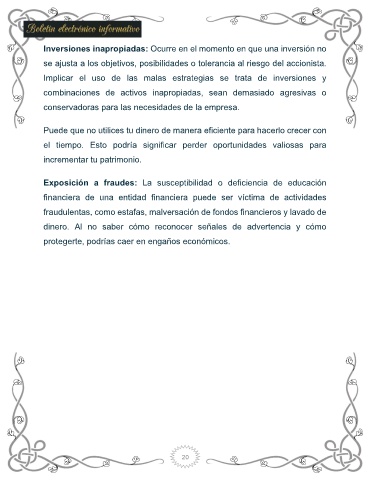 Boletin electrónico informativo
Inversiones inapropiadas: Ocurre en el momento en que una inversión no
se ajusta a los objetivos, posibilidades o tolerancia al riesgo del accionista.
Implicar el uso de las malas estrategias se trata de inversiones y
combinaciones de activos inapropiadas, sean demasiado agresivas o
conservadoras para las necesidades de la empresa.
Puede que no utilices tu dinero de manera eficiente para hacerlo crecer con
el tiempo. Esto podría significar perder oportunidades valiosas para
incrementar tu patrimonio.
Exposición a fraudes: La susceptibilidad o deficiencia de educación
financiera de una entidad financiera puede ser víctima de actividades
fraudulentas, como estafas, malversación de fondos financieros y lavado de
dinero. Al no saber cómo reconocer señales de advertencia y cómo
protegerte, podrías caer en engaños económicos.
20